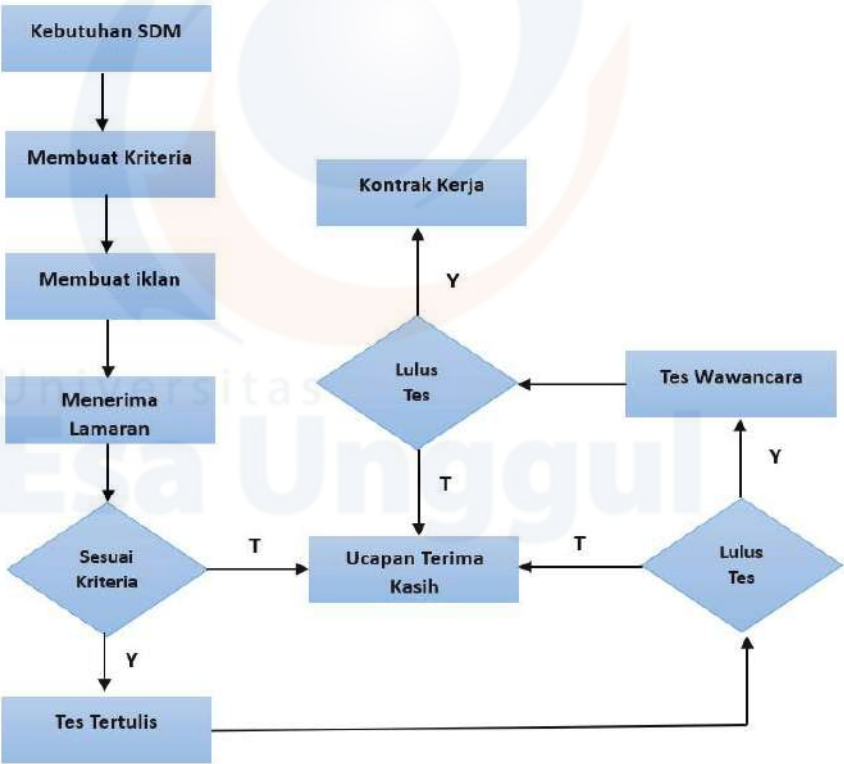 Kebutuhan SDM
Membuat Kriteria
Membuat iklan
Menerima
Lamaran
Sesuai
Kriteria
T
Y
Tes Tertulis
Kontrak Kerja
Y
Lulus
Tes
T
Ucapan Terima
Kasih
T
Tes Wawancara
Y
Lulus
Tes
Universitas
Esa Unggul